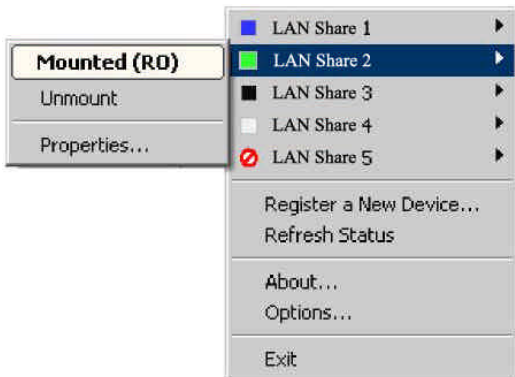 Mounted (RO)
Unmount
Properties...
LAN Share 1
LAN Share 2
LAN Share 3
LAN Share 4
LAN Share 5
Register a New Device...
Refresh Status
About...
Options...
Exit